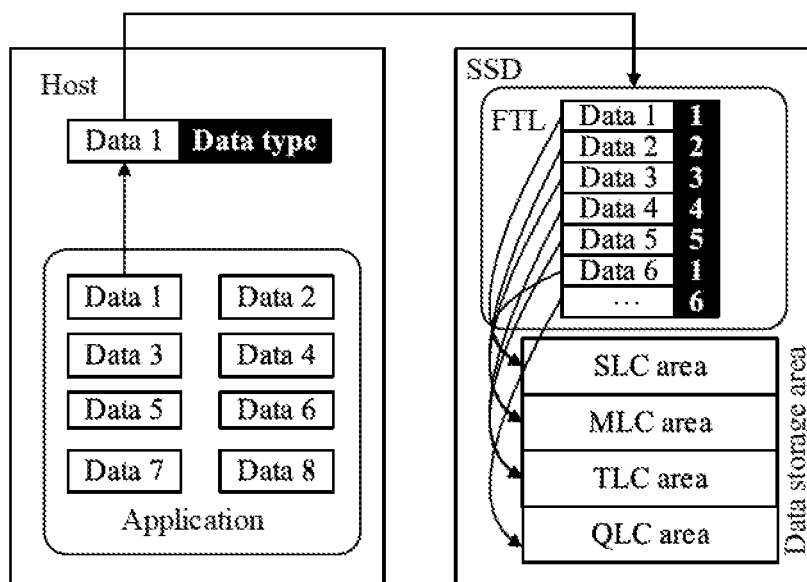 Host
Data 1 Data type
Data 1 Data 2
Data 3 Data 4
Data 5 Data 6
Data 7 Data 8
Application
SSD
FTL
Data 1 1
Data 2 2
Data 3 3
Data 4 4
Data 5 5
Data 6 1
... 6
SLC area
MLC area
TLC area
QLC area
Data storage area